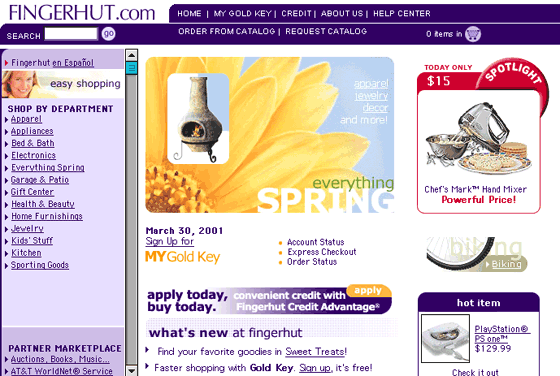 FINGERHUT.com
HOME | MY GOLD KEY | CREDIT | ABOUT US | HELP CENTER
SEARCH go
ORDER FROM CATALOG | REQUEST CATALOG
0 items in
Fingerhut en Español
easy shopping
SHOP BY DEPARTMENT
Apparel
Appliances
Bed & Bath
Electronics
Everything Spring
Garage & Patio
Gift Center
Health & Beauty
Home Furnishings
Jewelry
Kids' Stuff
Kitchen
Sporting Goods
PARTNER MARKETPLACE
Auctions, Books, Music...
AT&T WorldNet® Service
apparel
jewelry
decor
and more!
everything
SPRING
March 30, 2001
Sign Up for
MY Gold Key
Account Status
Express Checkout
Order Status
apply today,
buy today.
convenient credit with
Fingerhut Credit Advantage®
apply
what's new at fingerhut
Find your favorite goodies in Sweet Treats!
Faster shopping with Gold Key. Sign up, it's free!
TODAY ONLY
$15
SPOTLIGHT
Chef's Mark™ Hand Mixer
Powerful Price!
biking
Biking
hot item
PlayStation®
PS one™
$129.99
Check it out